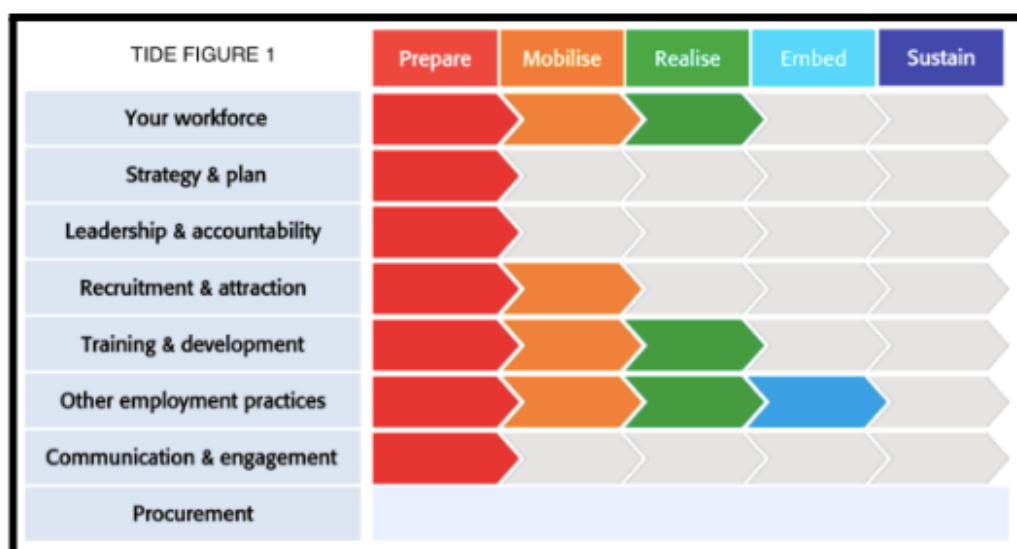 TIDE FIGURE 1 Prepare Mobilise Realise Embed Sustain
Your workforce
Strategy & plan
Leadership & accountability
Recruitment & attraction
Training & development
Other employment practices
Communication & engagement
Procurement